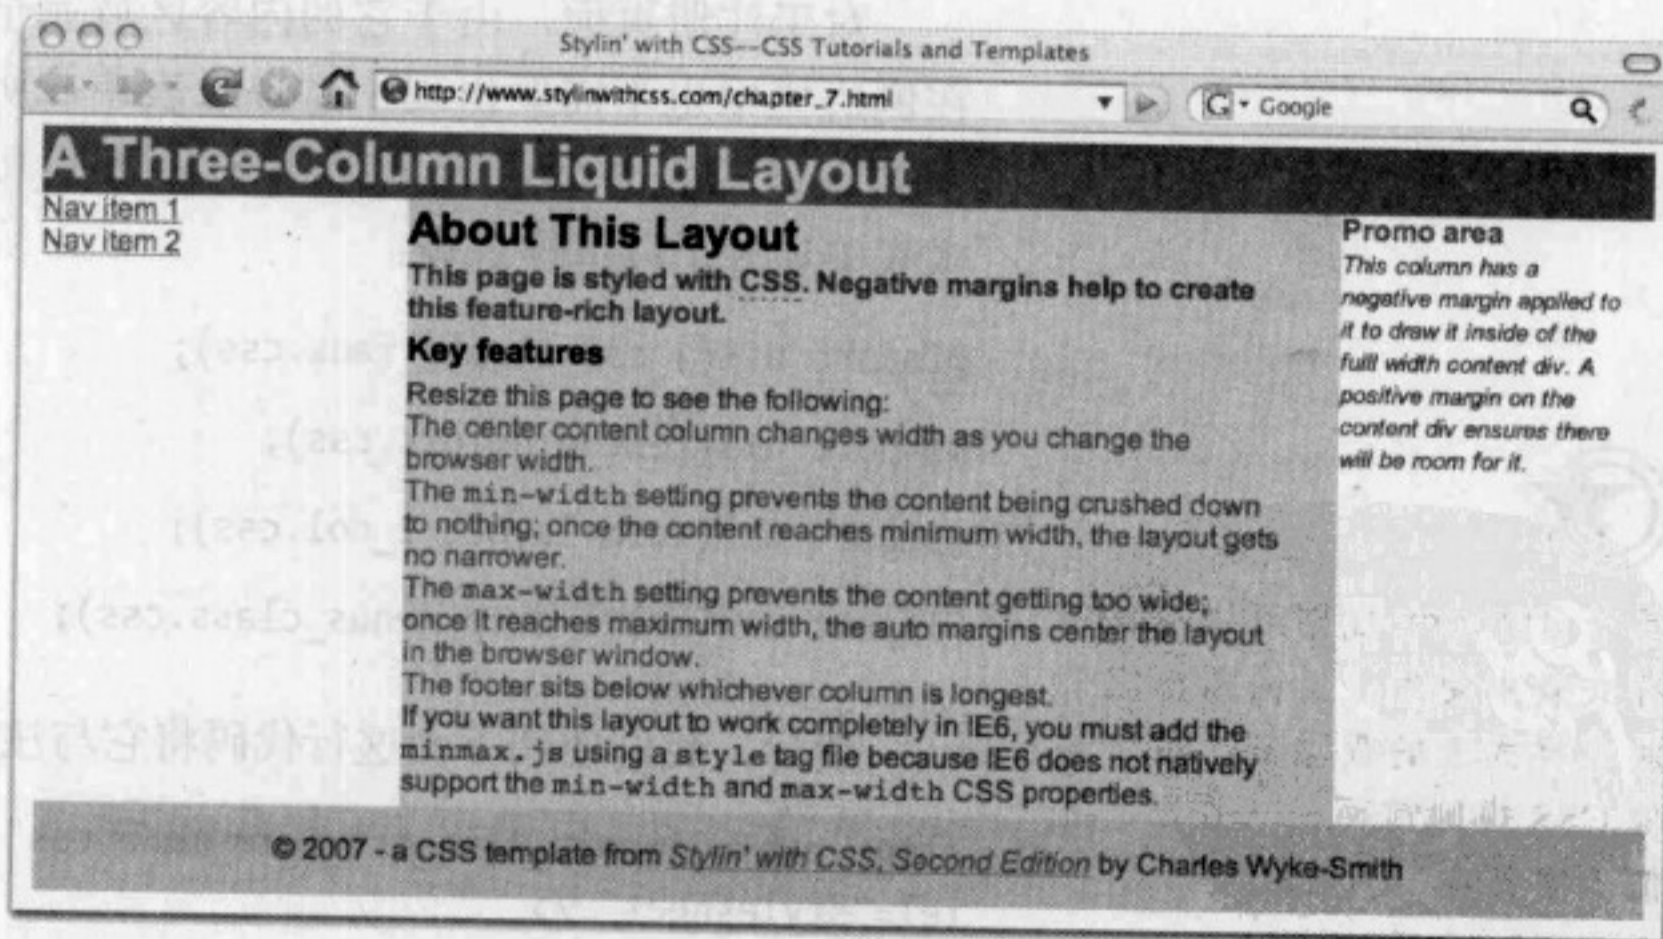 Stylin' with CSS--CSS Tutorials and Templates
http://www.stylinwithcss.com/chapter_7.html
G Google
A Three-Column Liquid Layout
Nav item 1
Nav item 2
About This Layout
This page is styled with CSS. Negative margins help to create
this feature-rich layout.
Key features
Resize this page to see the following:
The center content column changes width as you change the
browser width.
The min-width setting prevents the content being crushed down
to nothing; once the content reaches minimum width, the layout gets
no narrower.
The max-width setting prevents the content getting too wide;
once it reaches maximum width, the auto margins center the layout
in the browser window.
The footer sits below whichever column is longest.
If you want this layout to work completely in IE6, you must add the
minmax.js using a style tag file because IE6 does not natively
support the min-width and max-width CSS properties.
Promo area
This column has a
negative margin applied to
it to draw it inside of the
fulll width content div. A
positive margin on the
content div ensures there
will be room for it.
© 2007 - a CSS template from Stylin' with CSS, Second Edition by Charles Wyke-Smith